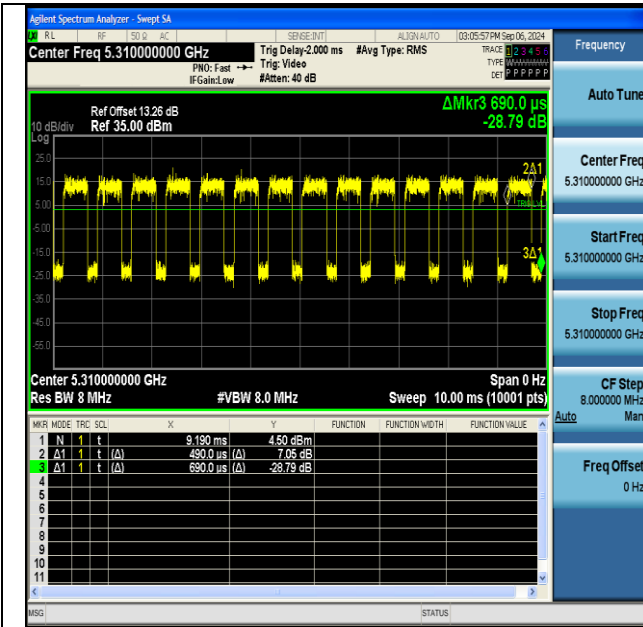 Agilent Spectrum Analyzer - Swept SA
RL RF 50 Ω AC SENSE:INT ALIGN AUTO 03:05:57 PM Sep 06, 2024
Center Freq 5.310000000 GHz Trig Delay-2.000 ms #Avg Type: RMS TRACE 1 2 3 4 5 6
PNO: Fast Trig: Video TYPE
IFGain:Low #Atten: 40 dB DET P P P P P P
Frequency
Auto Tune
Center Freq
5.310000000 GHz
Start Freq
5.310000000 GHz
Stop Freq
5.310000000 GHz
CF Step
8.000000 MHz
Auto Man
Freq Offset
0 Hz
ΔMkr3 690.0 µs
-28.79 dB
Ref Offset 13.26 dB
10 dB/div Ref 35.00 dBm
Log
25.0
15.0
5.00
-5.00
-15.0
-25.0
-35.0
-45.0
-55.0
2Δ1
TRIG LVL
3Δ1
Center 5.310000000 GHz Span 0 Hz
Res BW 8 MHz #VBW 8.0 MHz Sweep 10.00 ms (10001 pts)
MKR MODE TRC SCL X Y FUNCTION FUNCTION WIDTH FUNCTION VALUE
1 N 1 t 9.190 ms 4.50 dBm
2 Δ1 1 t (Δ) 490.0 µs (Δ) 7.05 dB
3 Δ1 1 t (Δ) 690.0 µs (Δ) -28.79 dB
4
5
6
7
8
9
10
11
MSG STATUS